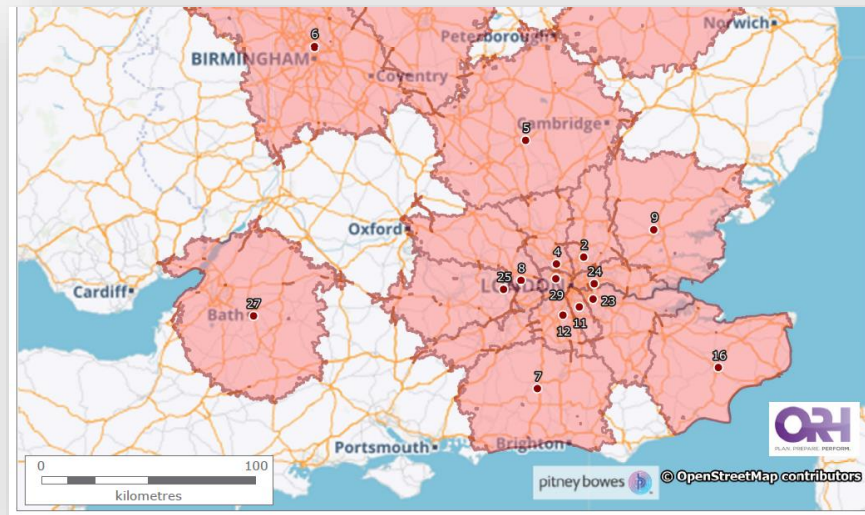 Norwich
6
Peterborough
BIRMINGHAM
Coventry
5
Cambridge
9
Oxford
2
4
8
24
25
LONDON
Cardiff
27
29
23
Bath
11
12
16
7
ORH
PLAN. PREPARE. PERFORM.
Portsmouth
Brighton
0 100
kilometres
pitney bowes
© OpenStreetMap contributors